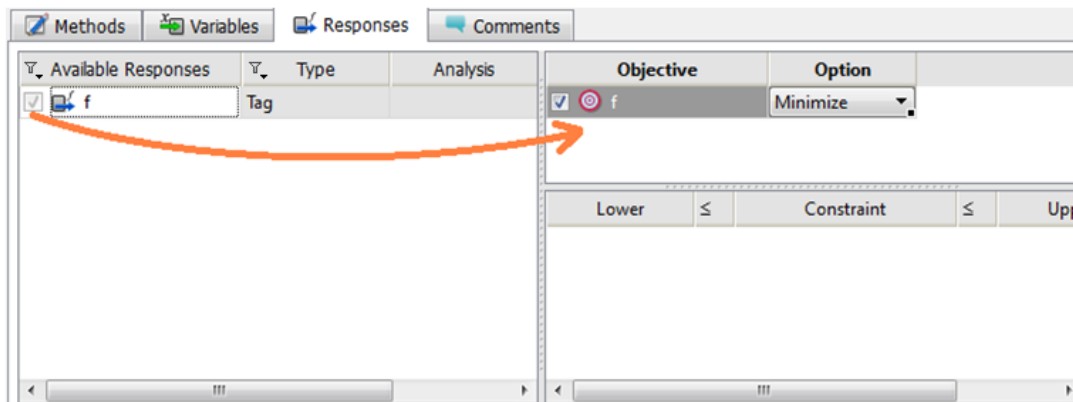 Methods Variables Responses Comments
Available Responses Type Analysis Objective Option
f Tag f Minimize
Lower ≤ Constraint ≤ Upp